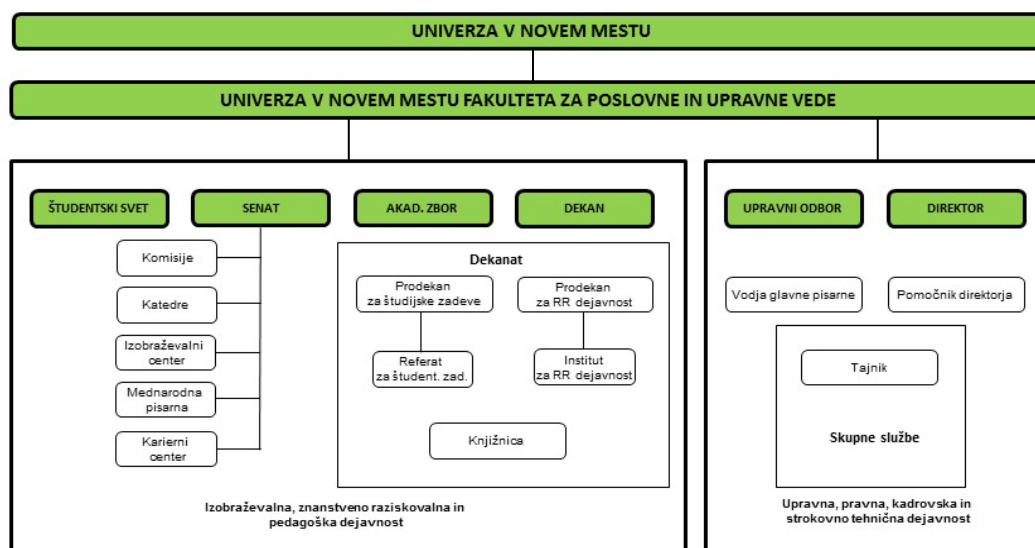 UNIVERZA V NOVEM MESTU
UNIVERZA V NOVEM MESTU FAKULTETA ZA POSLOVNE IN UPRAVNE VEDE
ŠTUDENTSKI SVET
SENAT
AKAD. ZBOR
DEKAN
Komisije
Katedre
Izobraževalni
center
Mednarodna
pisarna
Karierni
center
Dekanat
Prodekan
za študijske zadeve
Prodekan
za RR dejavnost
Referat
za študent. zad.
Institut
za RR dejavnost
Knjižnica
Izobraževalna, znanstveno raziskovalna in
pedagoška dejavnost
UPRAVNI ODBOR
DIREKTOR
Vodja glavne pisarne
Pomočnik direktorja
Tajnik
Skupne službe
Upravna, pravna, kadrovska in
strokovno tehnična dejavnost